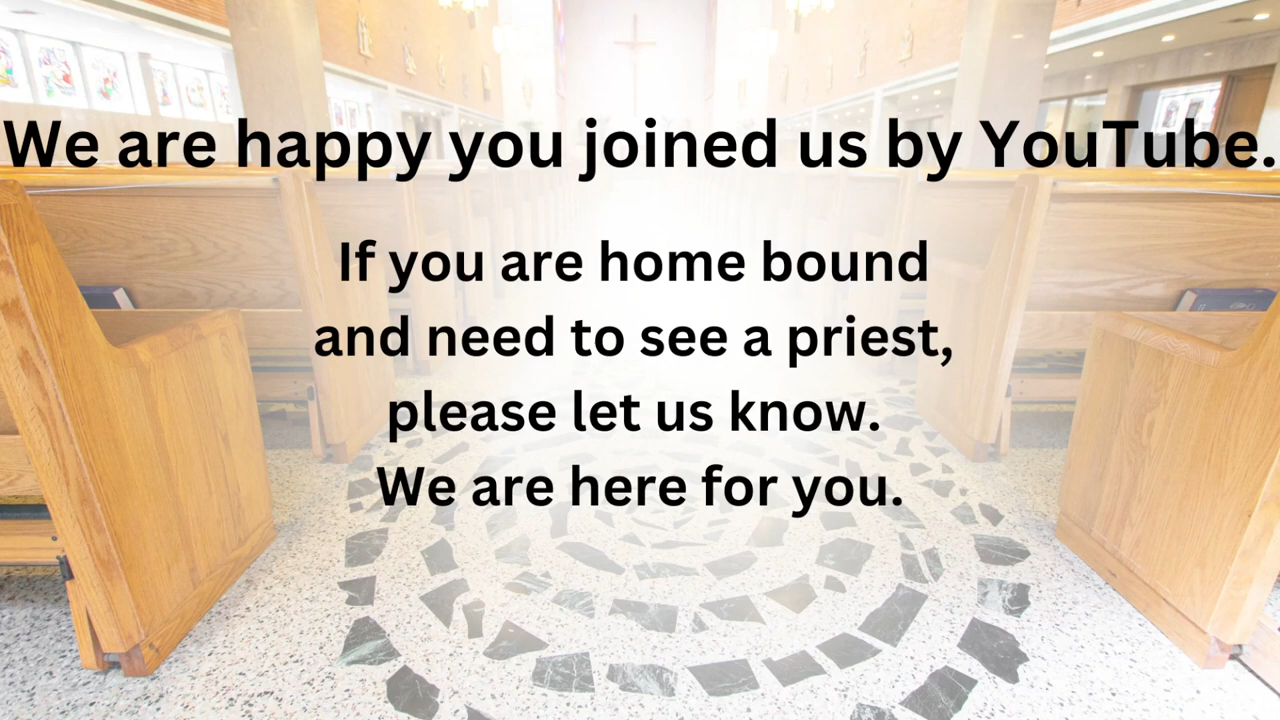 We are happy you joined us by YouTube.
If you are home bound
and need to see a priest,
please let us know.
We are here for you.